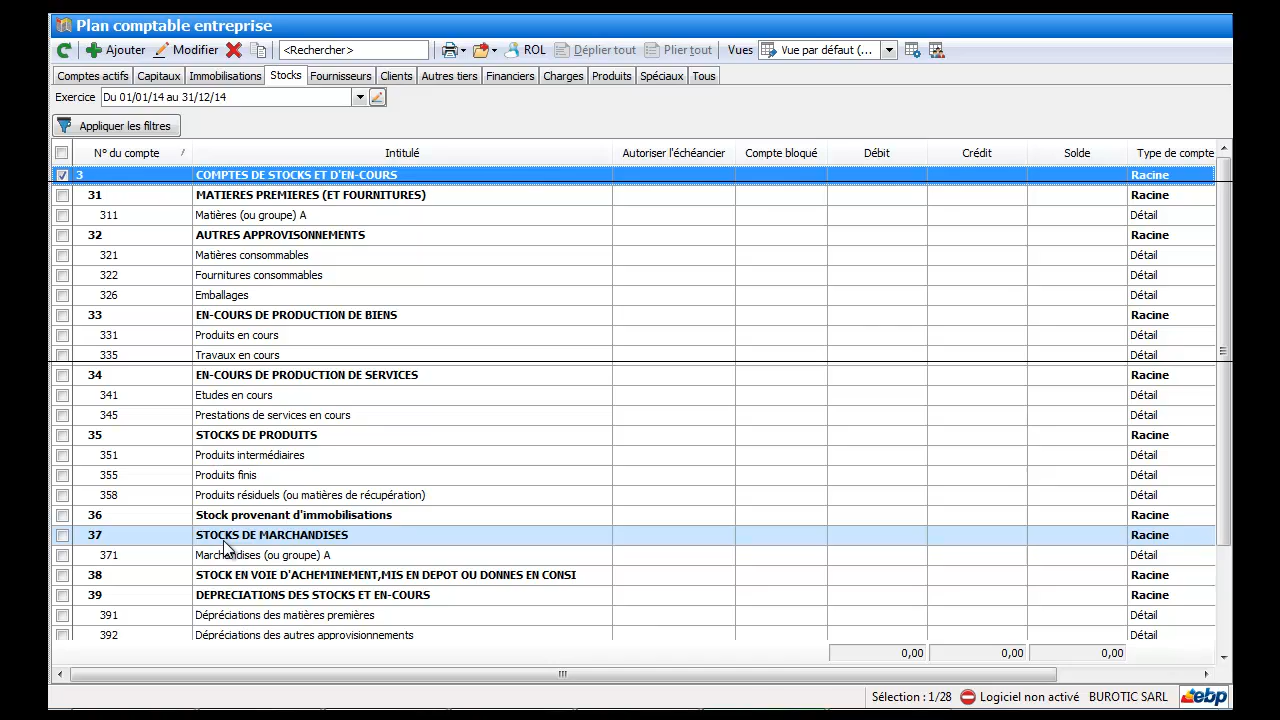 Plan comptable entreprise
Ajouter Modifier <Rechercher> ROL Déplier tout Plier tout Vues Vue par défaut (...
Comptes actifs Capitaux Immobilisations Stocks Fournisseurs Clients Autres tiers Financiers Charges Produits Spéciaux Tous
Exercice Du 01/01/14 au 31/12/14
Appliquer les filtres
N° du compte / Intitulé Autoriser l'échéancier Compte bloqué Débit Crédit Solde Type de compte
3 COMPTES DE STOCKS ET D'EN-COURS Racine
31 MATIERES PREMIERES (ET FOURNITURES) Racine
311 Matières (ou groupe) A Détail
32 AUTRES APPROVISONNEMENTS Racine
321 Matières consommables Détail
322 Fournitures consommables Détail
326 Emballages Détail
33 EN-COURS DE PRODUCTION DE BIENS Racine
331 Produits en cours Détail
335 Travaux en cours Détail
34 EN-COURS DE PRODUCTION DE SERVICES Racine
341 Etudes en cours Détail
345 Prestations de services en cours Détail
35 STOCKS DE PRODUITS Racine
351 Produits intermédiaires Détail
355 Produits finis Détail
358 Produits résiduels (ou matières de récupération) Détail
36 Stock provenant d'immobilisations Racine
37 STOCKS DE MARCHANDISES Racine
371 Marchandises (ou groupe) A Détail
38 STOCK EN VOIE D'ACHEMINEMENT,MIS EN DEPOT OU DONNES EN CONSI Racine
39 DEPRECIATIONS DES STOCKS ET EN-COURS Racine
391 Dépréciations des matières premières Détail
392 Dépréciations des autres approvisionnements Détail
0,00 0,00 0,00
Sélection : 1/28 Logiciel non activé BUROTIC SARL ebp